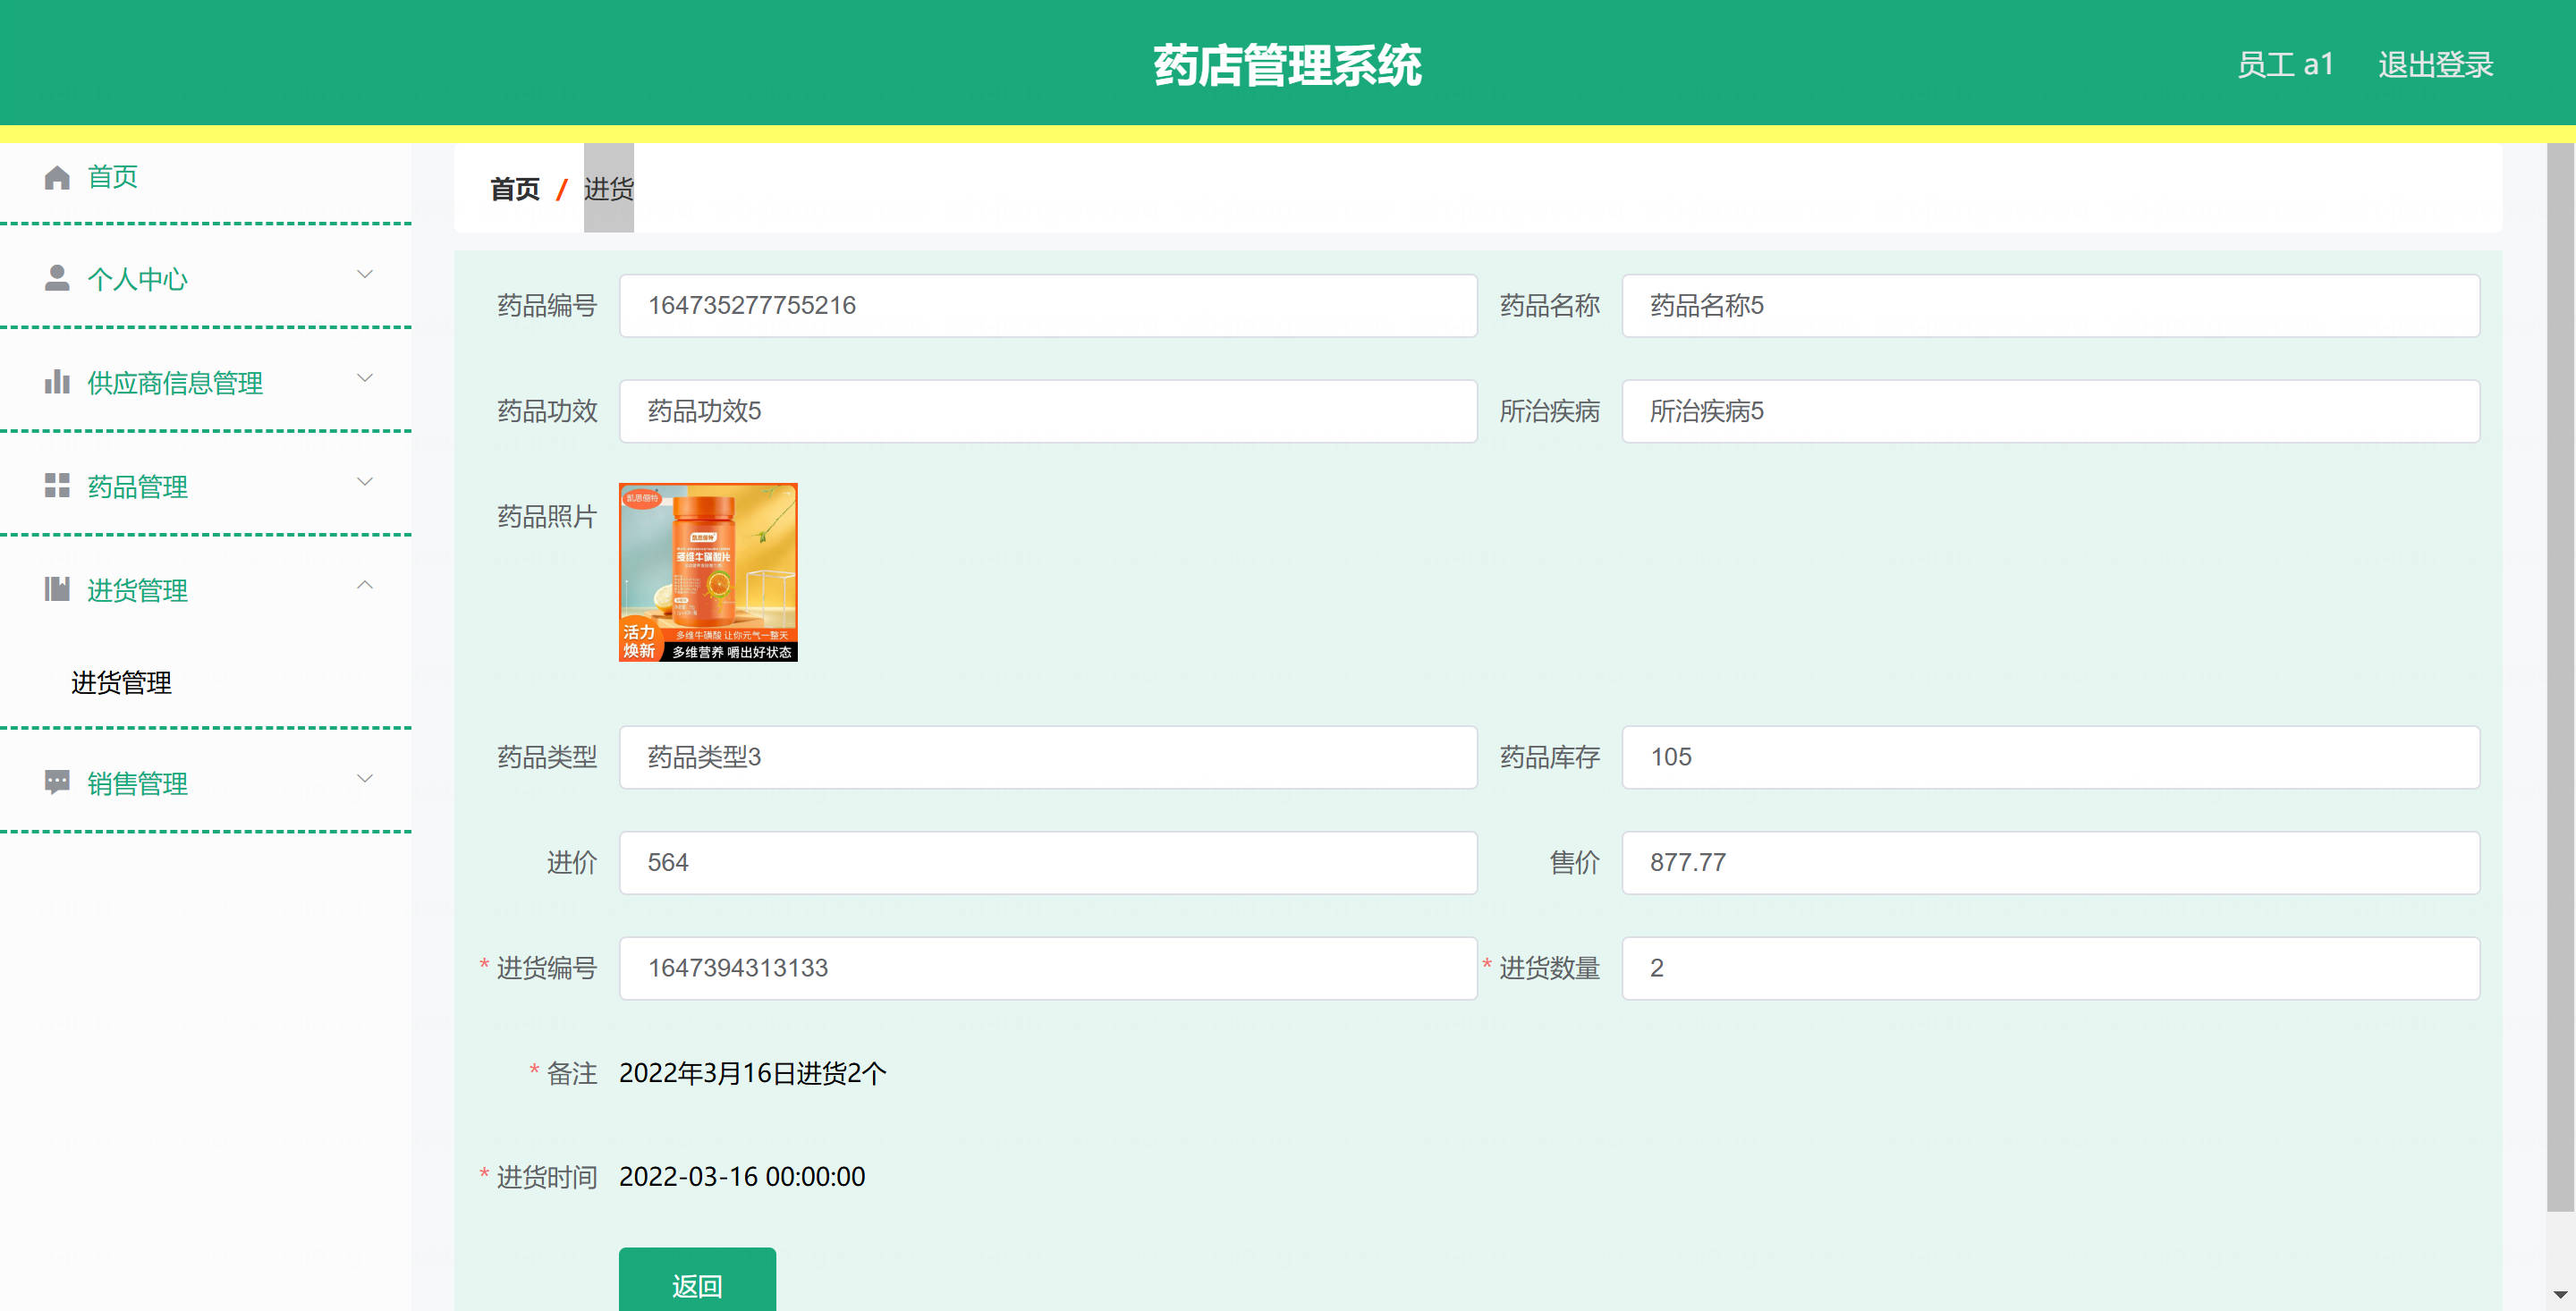 药店管理系统
员工 a1 退出登录
首页
个人中心
供应商信息管理
药品管理
进货管理
进货管理
销售管理
首页 / 进货
药品编号 164735277755216 药品名称 药品名称5
药品功效 药品功效5 所治疾病 所治疾病5
药品照片
多维牛磺酸片
活力
焕新
多维牛磺酸 让你元气一整天
多维营养 嚼出好状态
药品类型 药品类型3 药品库存 105
进价 564 售价 877.77
* 进货编号 1647394313133 * 进货数量 2
* 备注 2022年3月16日进货2个
* 进货时间 2022-03-16 00:00:00
返回